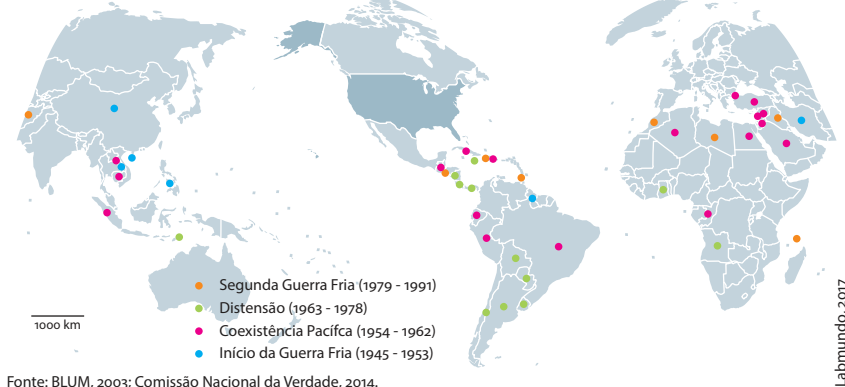 Segunda Guerra Fria (1979 - 1991)
Distensão (1963 - 1978)
Coexistência Pacífca (1954 - 1962)
Início da Guerra Fria (1945 - 1953)
1000 km
Fonte: BLUM, 2003; Comissão Nacional da Verdade, 2014.
Labmundo, 2017